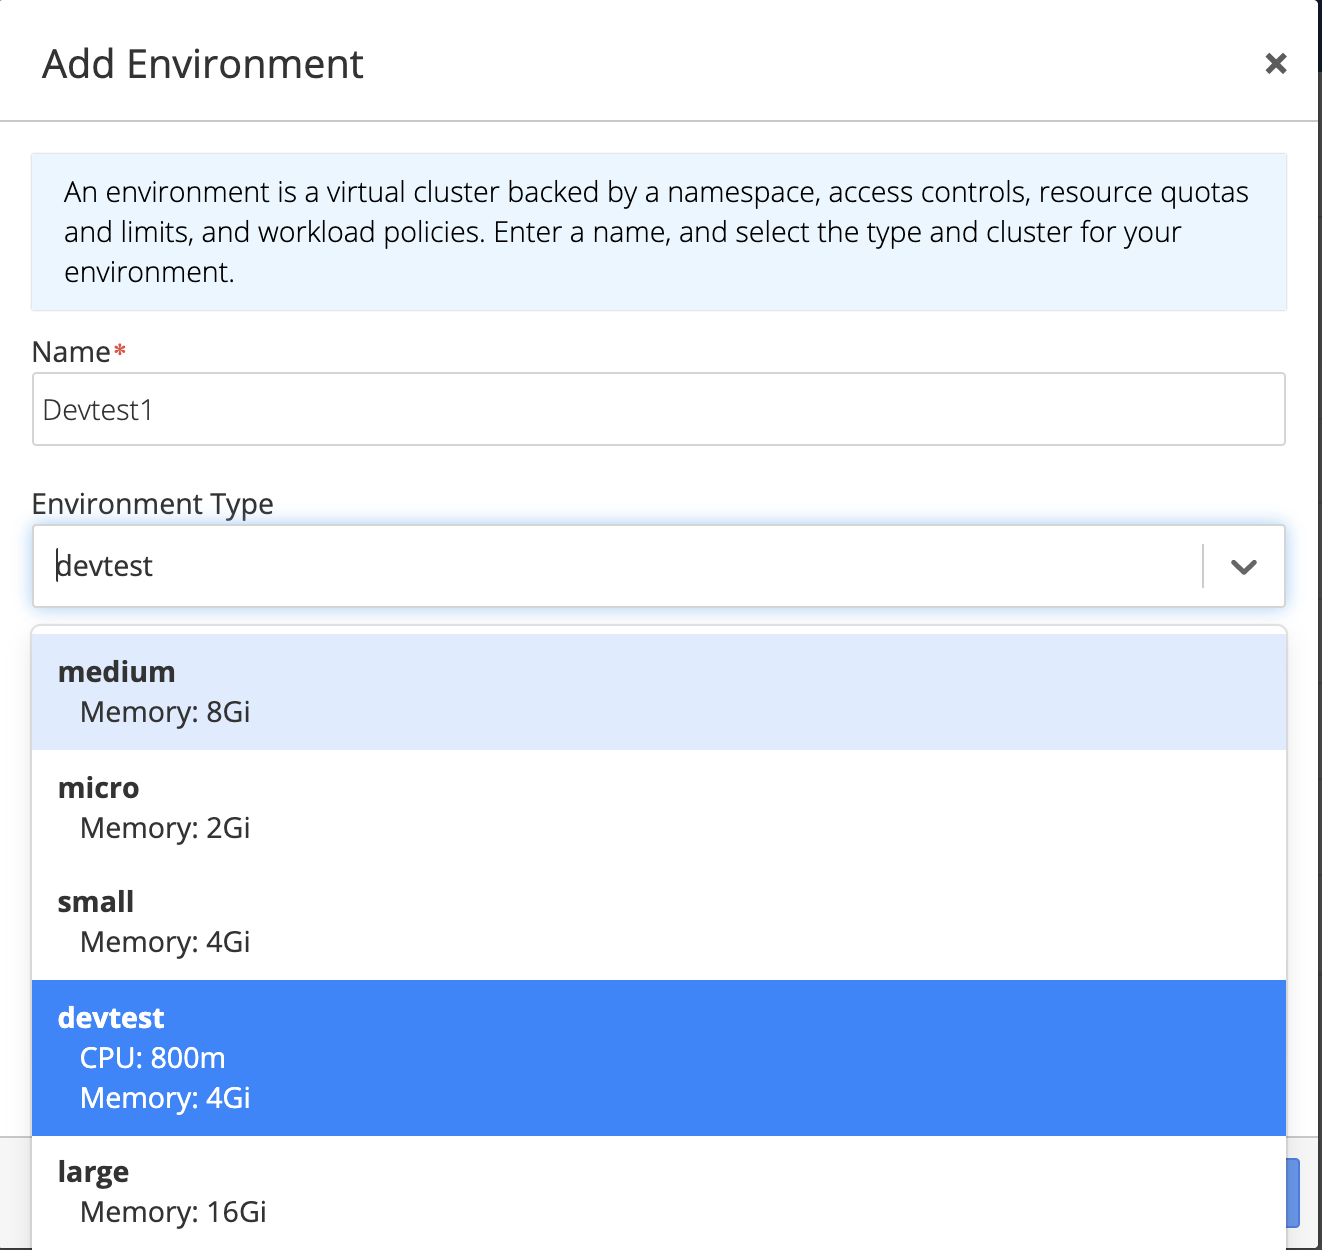 Add Environment
An environment is a virtual cluster backed by a namespace, access controls, resource quotas
and limits, and workload policies. Enter a name, and select the type and cluster for your
environment.
Name*
Devtest1
Environment Type
devtest
medium
Memory: 8Gi
micro
Memory: 2Gi
small
Memory: 4Gi
devtest
CPU: 800m
Memory: 4Gi
large
Memory: 16Gi